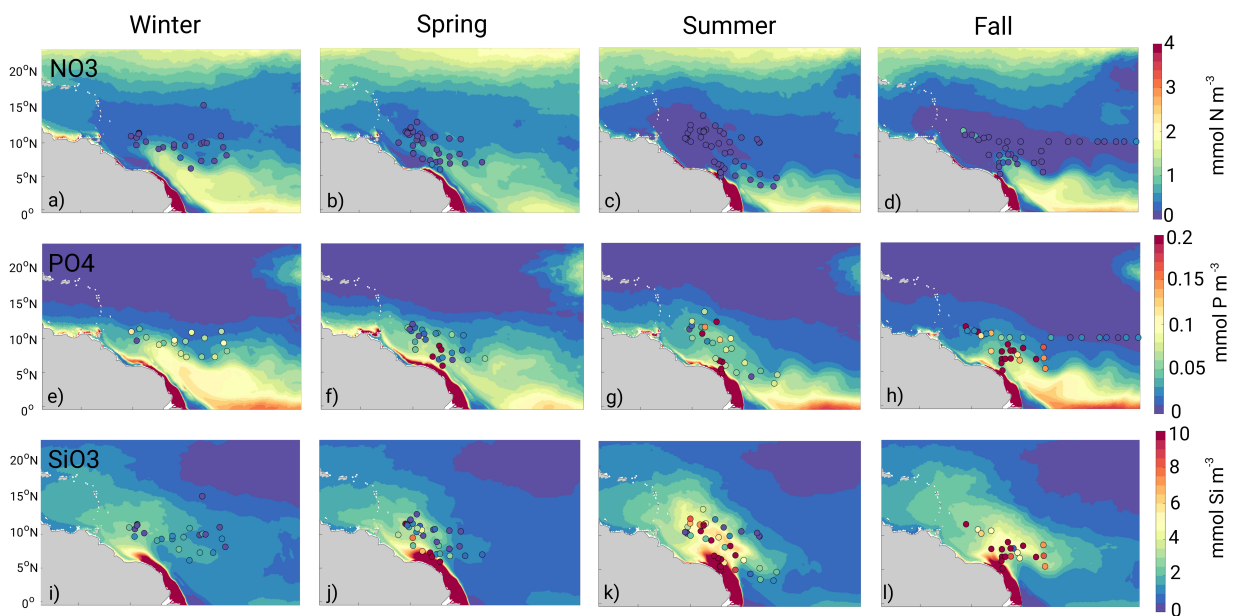 Winter Spring Summer Fall
NO3
20°N
15°N
10°N
5°N
0°
a) b) c) d)
4
3
2
1
0
mmol N m⁻³
PO4
20°N
15°N
10°N
5°N
0°
e) f) g) h)
0.2
0.15
0.1
0.05
0
mmol P m⁻³
SiO3
20°N
15°N
10°N
5°N
0°
i) j) k) l)
10
8
6
4
2
0
mmol Si m⁻³